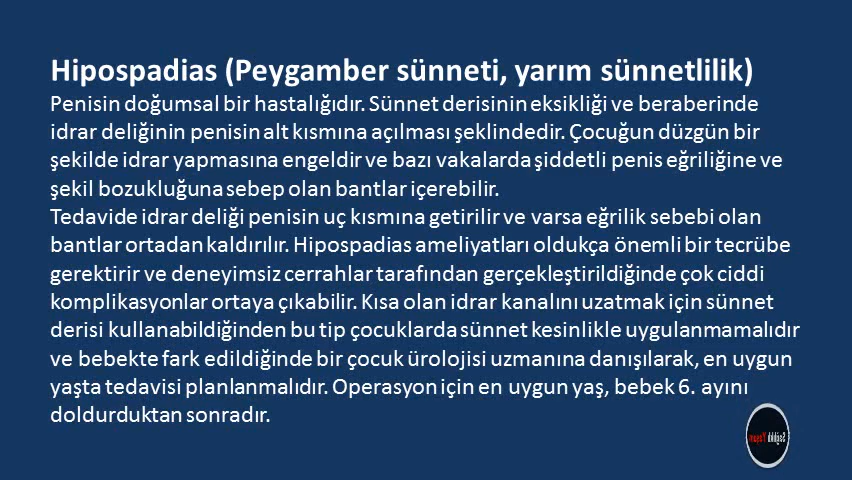 Hipospadias (Peygamber sünneti, yarım sünnetlilik)
Penisin doğumsal bir hastalığıdır. Sünnet derisinin eksikliği ve beraberinde
idrar deliğinin penisin alt kısmına açılması şeklindedir. Çocuğun düzgün bir
şekilde idrar yapmasına engeldir ve bazı vakalarda şiddetli penis eğriliğine ve
şekil bozukluğuna sebep olan bantlar içerebilir.
Tedavide idrar deliği penisin uç kısmına getirilir ve varsa eğrilik sebebi olan
bantlar ortadan kaldırılır. Hipospadias ameliyatları oldukça önemli bir tecrübe
gerektirir ve deneyimsiz cerrahlar tarafından gerçekleştirildiğinde çok ciddi
komplikasyonlar ortaya çıkabilir. Kısa olan idrar kanalını uzatmak için sünnet
derisi kullanabildiğinden bu tip çocuklarda sünnet kesinlikle uygulanmamalıdır
ve bebekte fark edildiğinde bir çocuk ürolojisi uzmanına danışılarak, en uygun
yaşta tedavisi planlanmalıdır. Operasyon için en uygun yaş, bebek 6. ayını
doldurduktan sonradır.